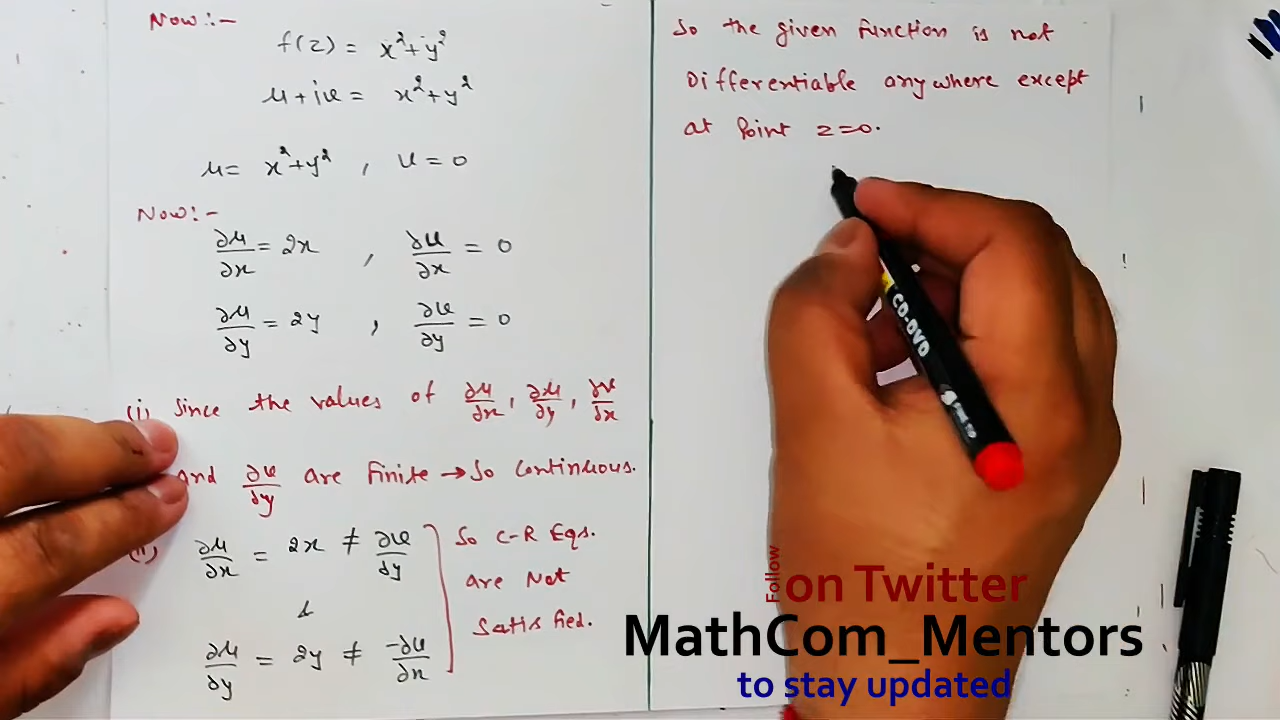 Now:-
f(z) = x²+y²
u+iv = x²+y²
u= x²+y² , v=0
Now:-
∂u/∂x = 2x , ∂v/∂x = 0
∂u/∂y = 2y , ∂v/∂y = 0
(i) Since the values of ∂u/∂x, ∂u/∂y, ∂v/∂x
and ∂v/∂y are finite → So Continuous.
∂u/∂x = 2x ≠ ∂v/∂y
&
∂u/∂y = 2y ≠ -∂v/∂x
So C-R Eqs.
are Not
Satisfied.
So the given function is not
Differentiable anywhere except
at Point z=0.
CD-DVD
Follow
on Twitter
MathCom_Mentors
to stay updated